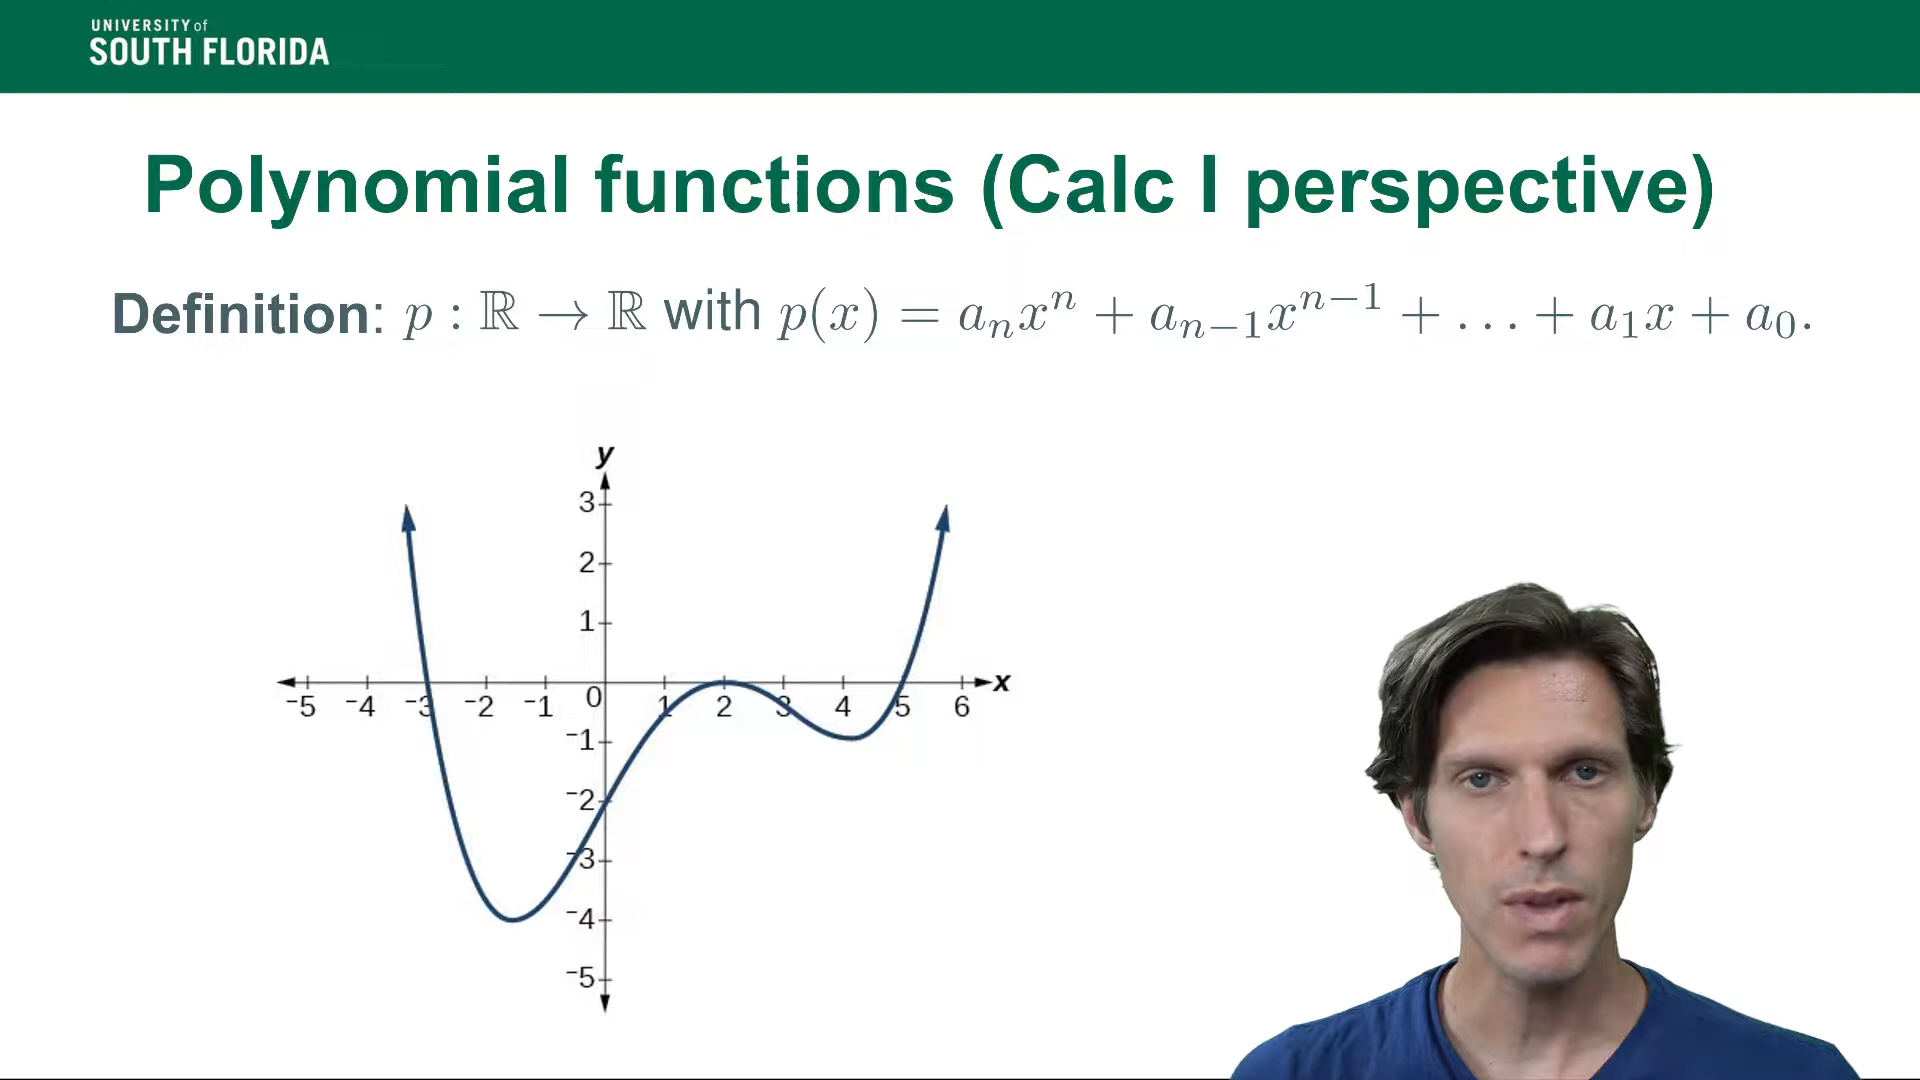 UNIVERSITY of
SOUTH FLORIDA
Polynomial functions (Calc I perspective)
Definition: p : ℝ → ℝ with p(x) = aₙxⁿ + aₙ₋₁xⁿ⁻¹ + … + a₁x + a₀.
y
3
2
1
-5 -4 -3 -2 -1 0 1 2 3 4 5 6 x
-1
-2
-3
-4
-5